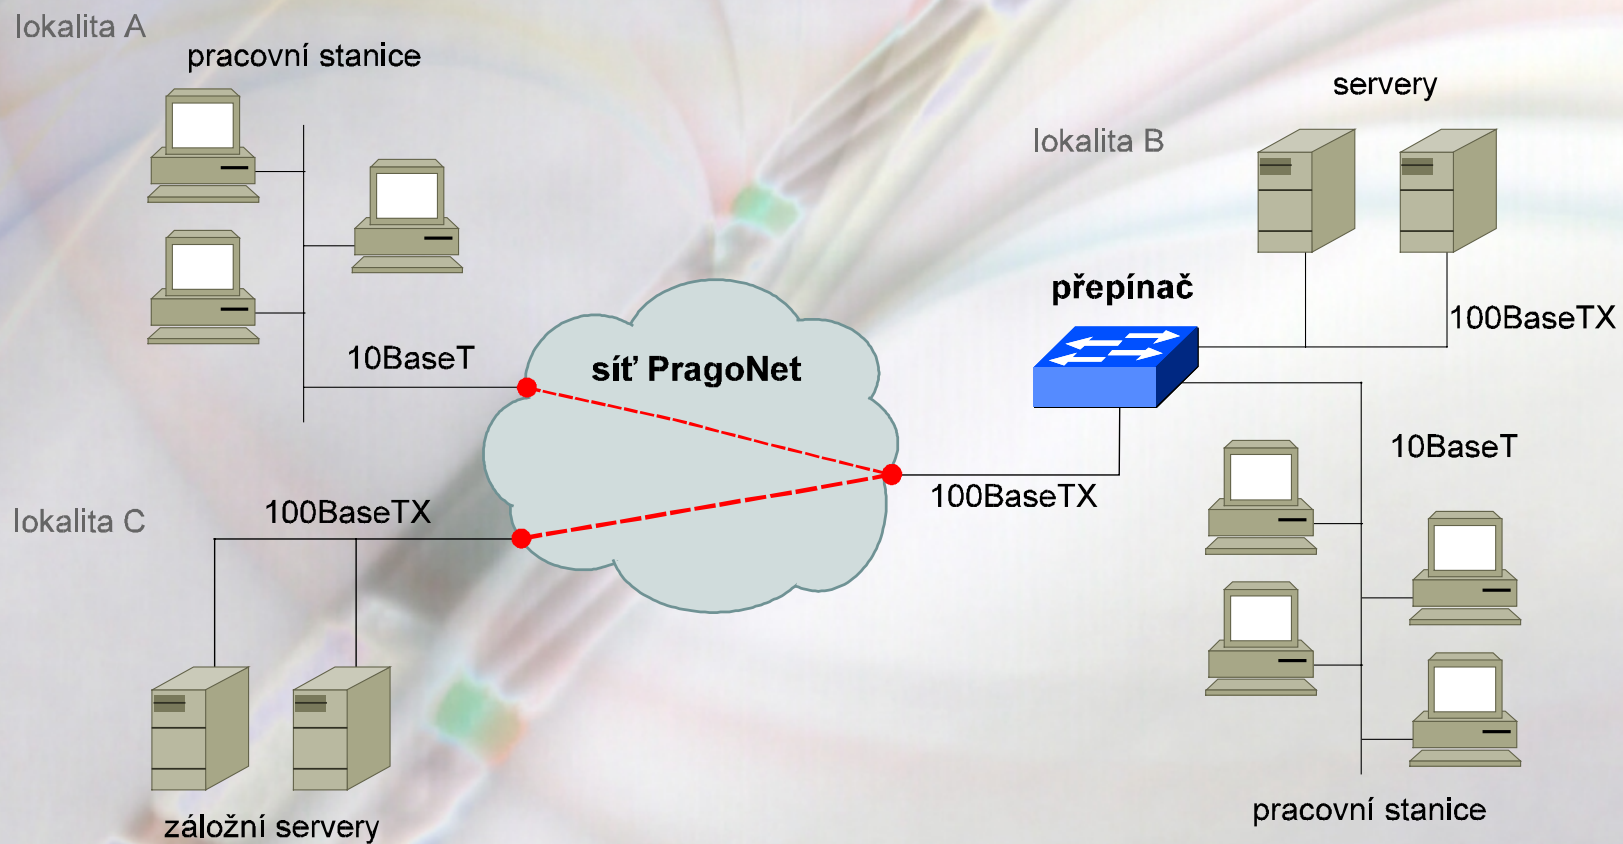 lokalita A
pracovní stanice
servery
lokalita B
přepínač
100BaseTX
10BaseT
síť PragoNet
10BaseT
100BaseTX
lokalita C
100BaseTX
pracovní stanice
záložní servery